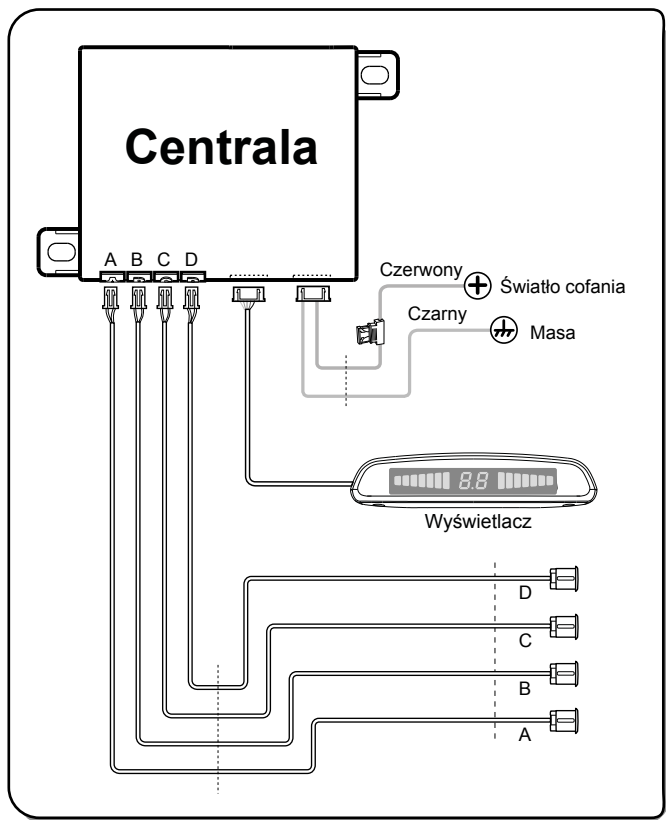 Centrala
A B C D
Czerwony
Światło cofania
Czarny
Masa
8.8
Wyświetlacz
D
C
B
A